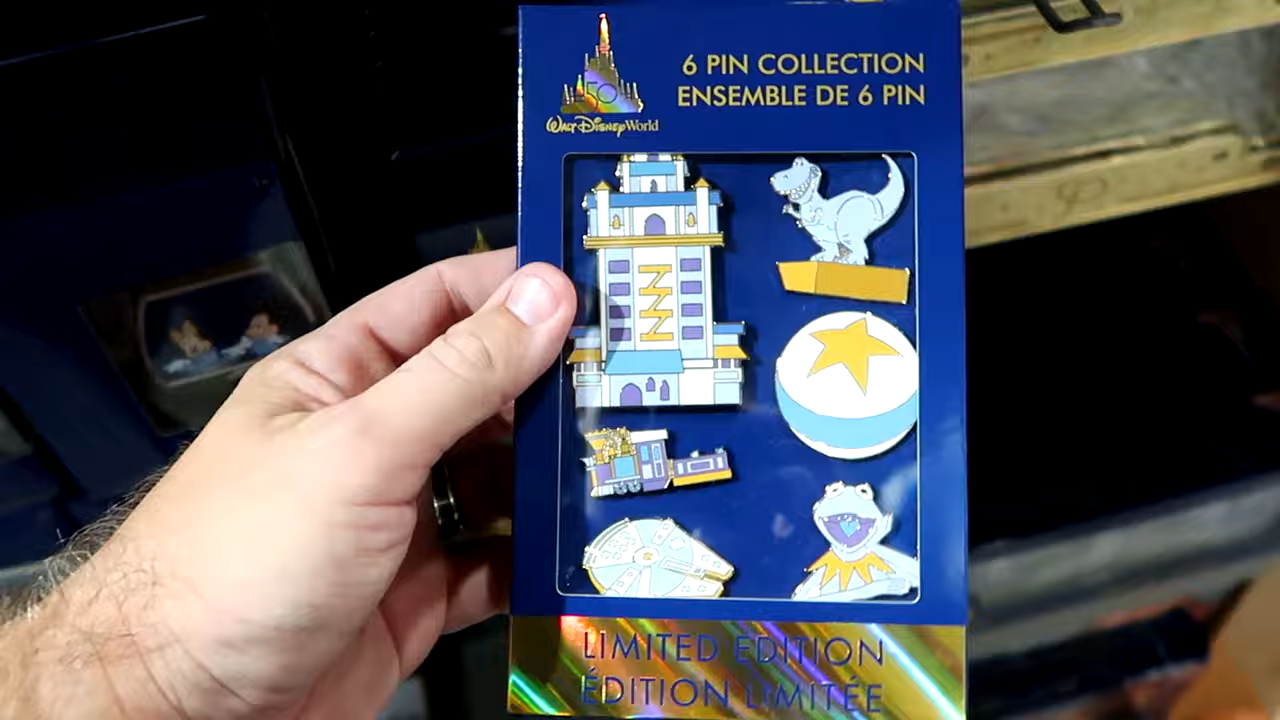 50
Walt Disney World
6 PIN COLLECTION
ENSEMBLE DE 6 PIN
LIMITED EDITION
ÉDITION LIMITÉE